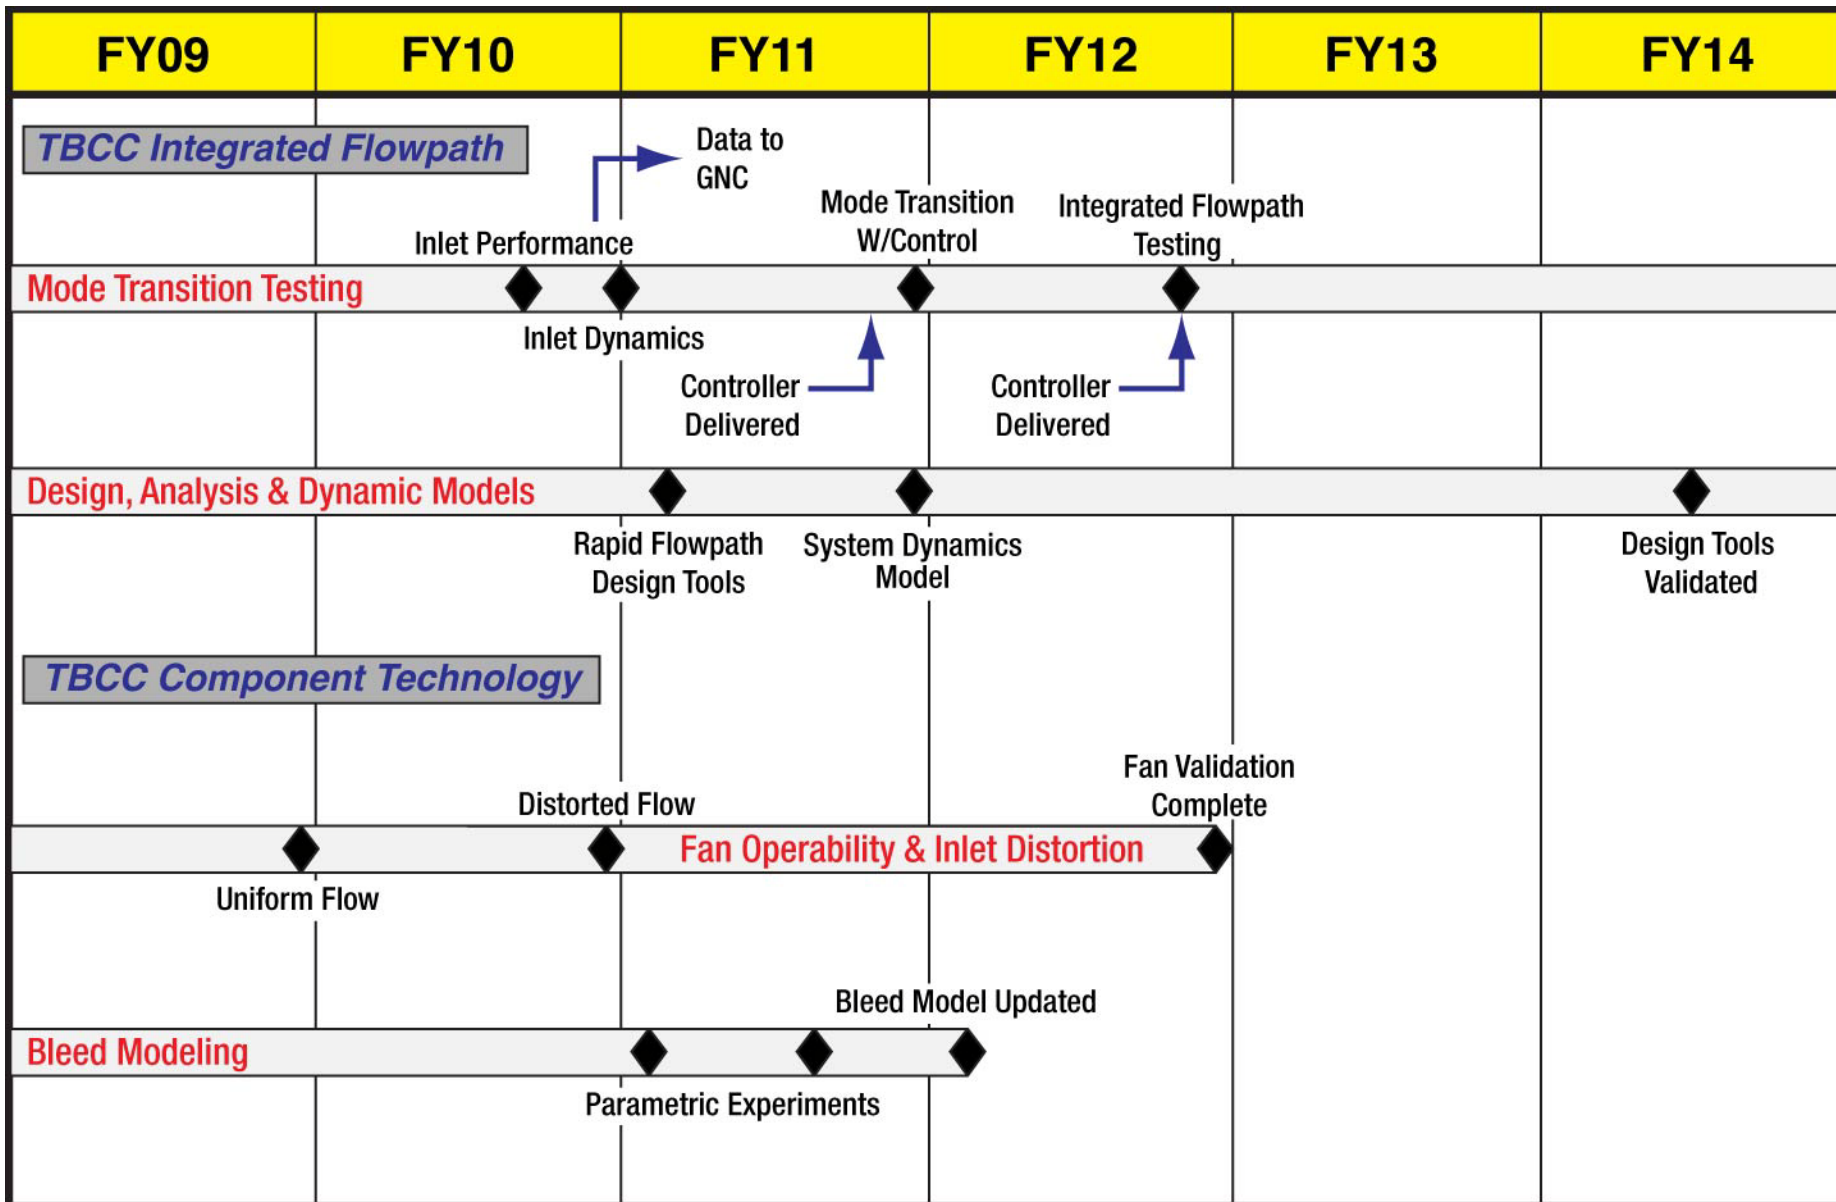 FY09 FY10 FY11 FY12 FY13 FY14
TBCC Integrated Flowpath
Data to
GNC
Mode Transition
W/Control
Integrated Flowpath
Testing
Inlet Performance
Mode Transition Testing
Inlet Dynamics
Controller
Delivered
Controller
Delivered
Design, Analysis & Dynamic Models
Rapid Flowpath
Design Tools
System Dynamics
Model
Design Tools
Validated
TBCC Component Technology
Fan Validation
Complete
Distorted Flow
Fan Operability & Inlet Distortion
Uniform Flow
Bleed Model Updated
Bleed Modeling
Parametric Experiments